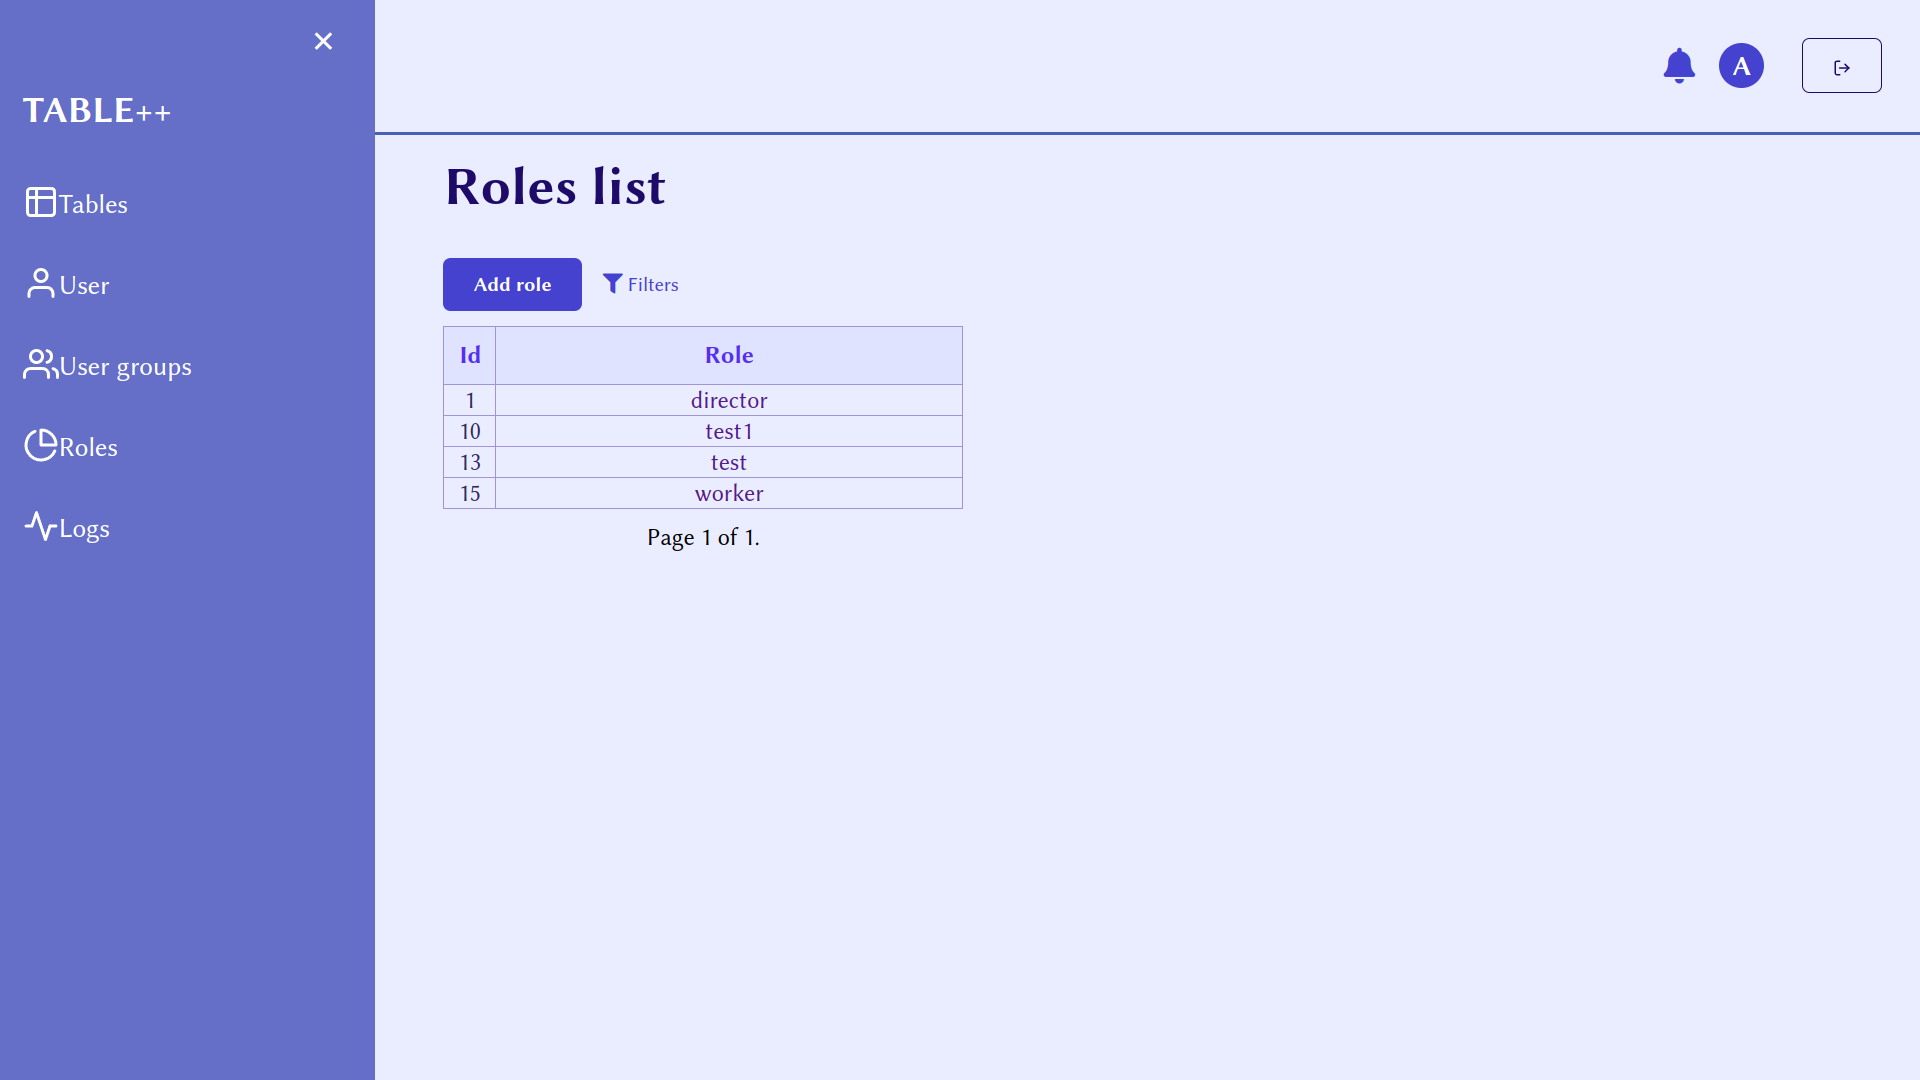 TABLE++
Tables
User
User groups
Roles
Logs
A
Roles list
Add role Filters
Id Role
1 director
10 test1
13 test
15 worker
Page 1 of 1.